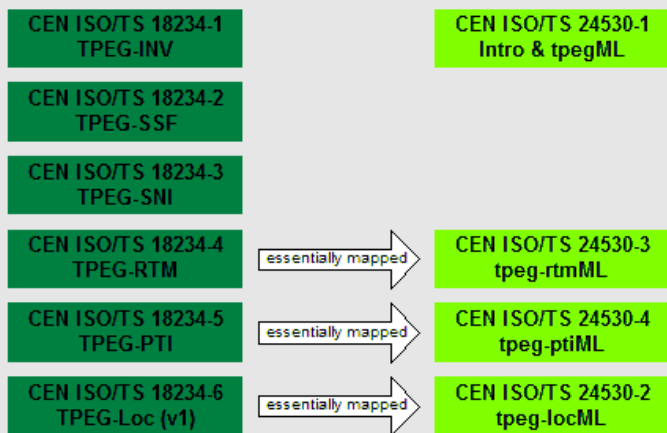 CEN ISO/TS 18234-1
TPEG-INV
CEN ISO/TS 24530-1
Intro & tpegML
CEN ISO/TS 18234-2
TPEG-SSF
CEN ISO/TS 18234-3
TPEG-SNI
CEN ISO/TS 18234-4
TPEG-RTM
essentially mapped
CEN ISO/TS 24530-3
tpeg-rtmML
CEN ISO/TS 18234-5
TPEG-PTI
essentially mapped
CEN ISO/TS 24530-4
tpeg-ptiML
CEN ISO/TS 18234-6
TPEG-Loc (v1)
essentially mapped
CEN ISO/TS 24530-2
tpeg-locML